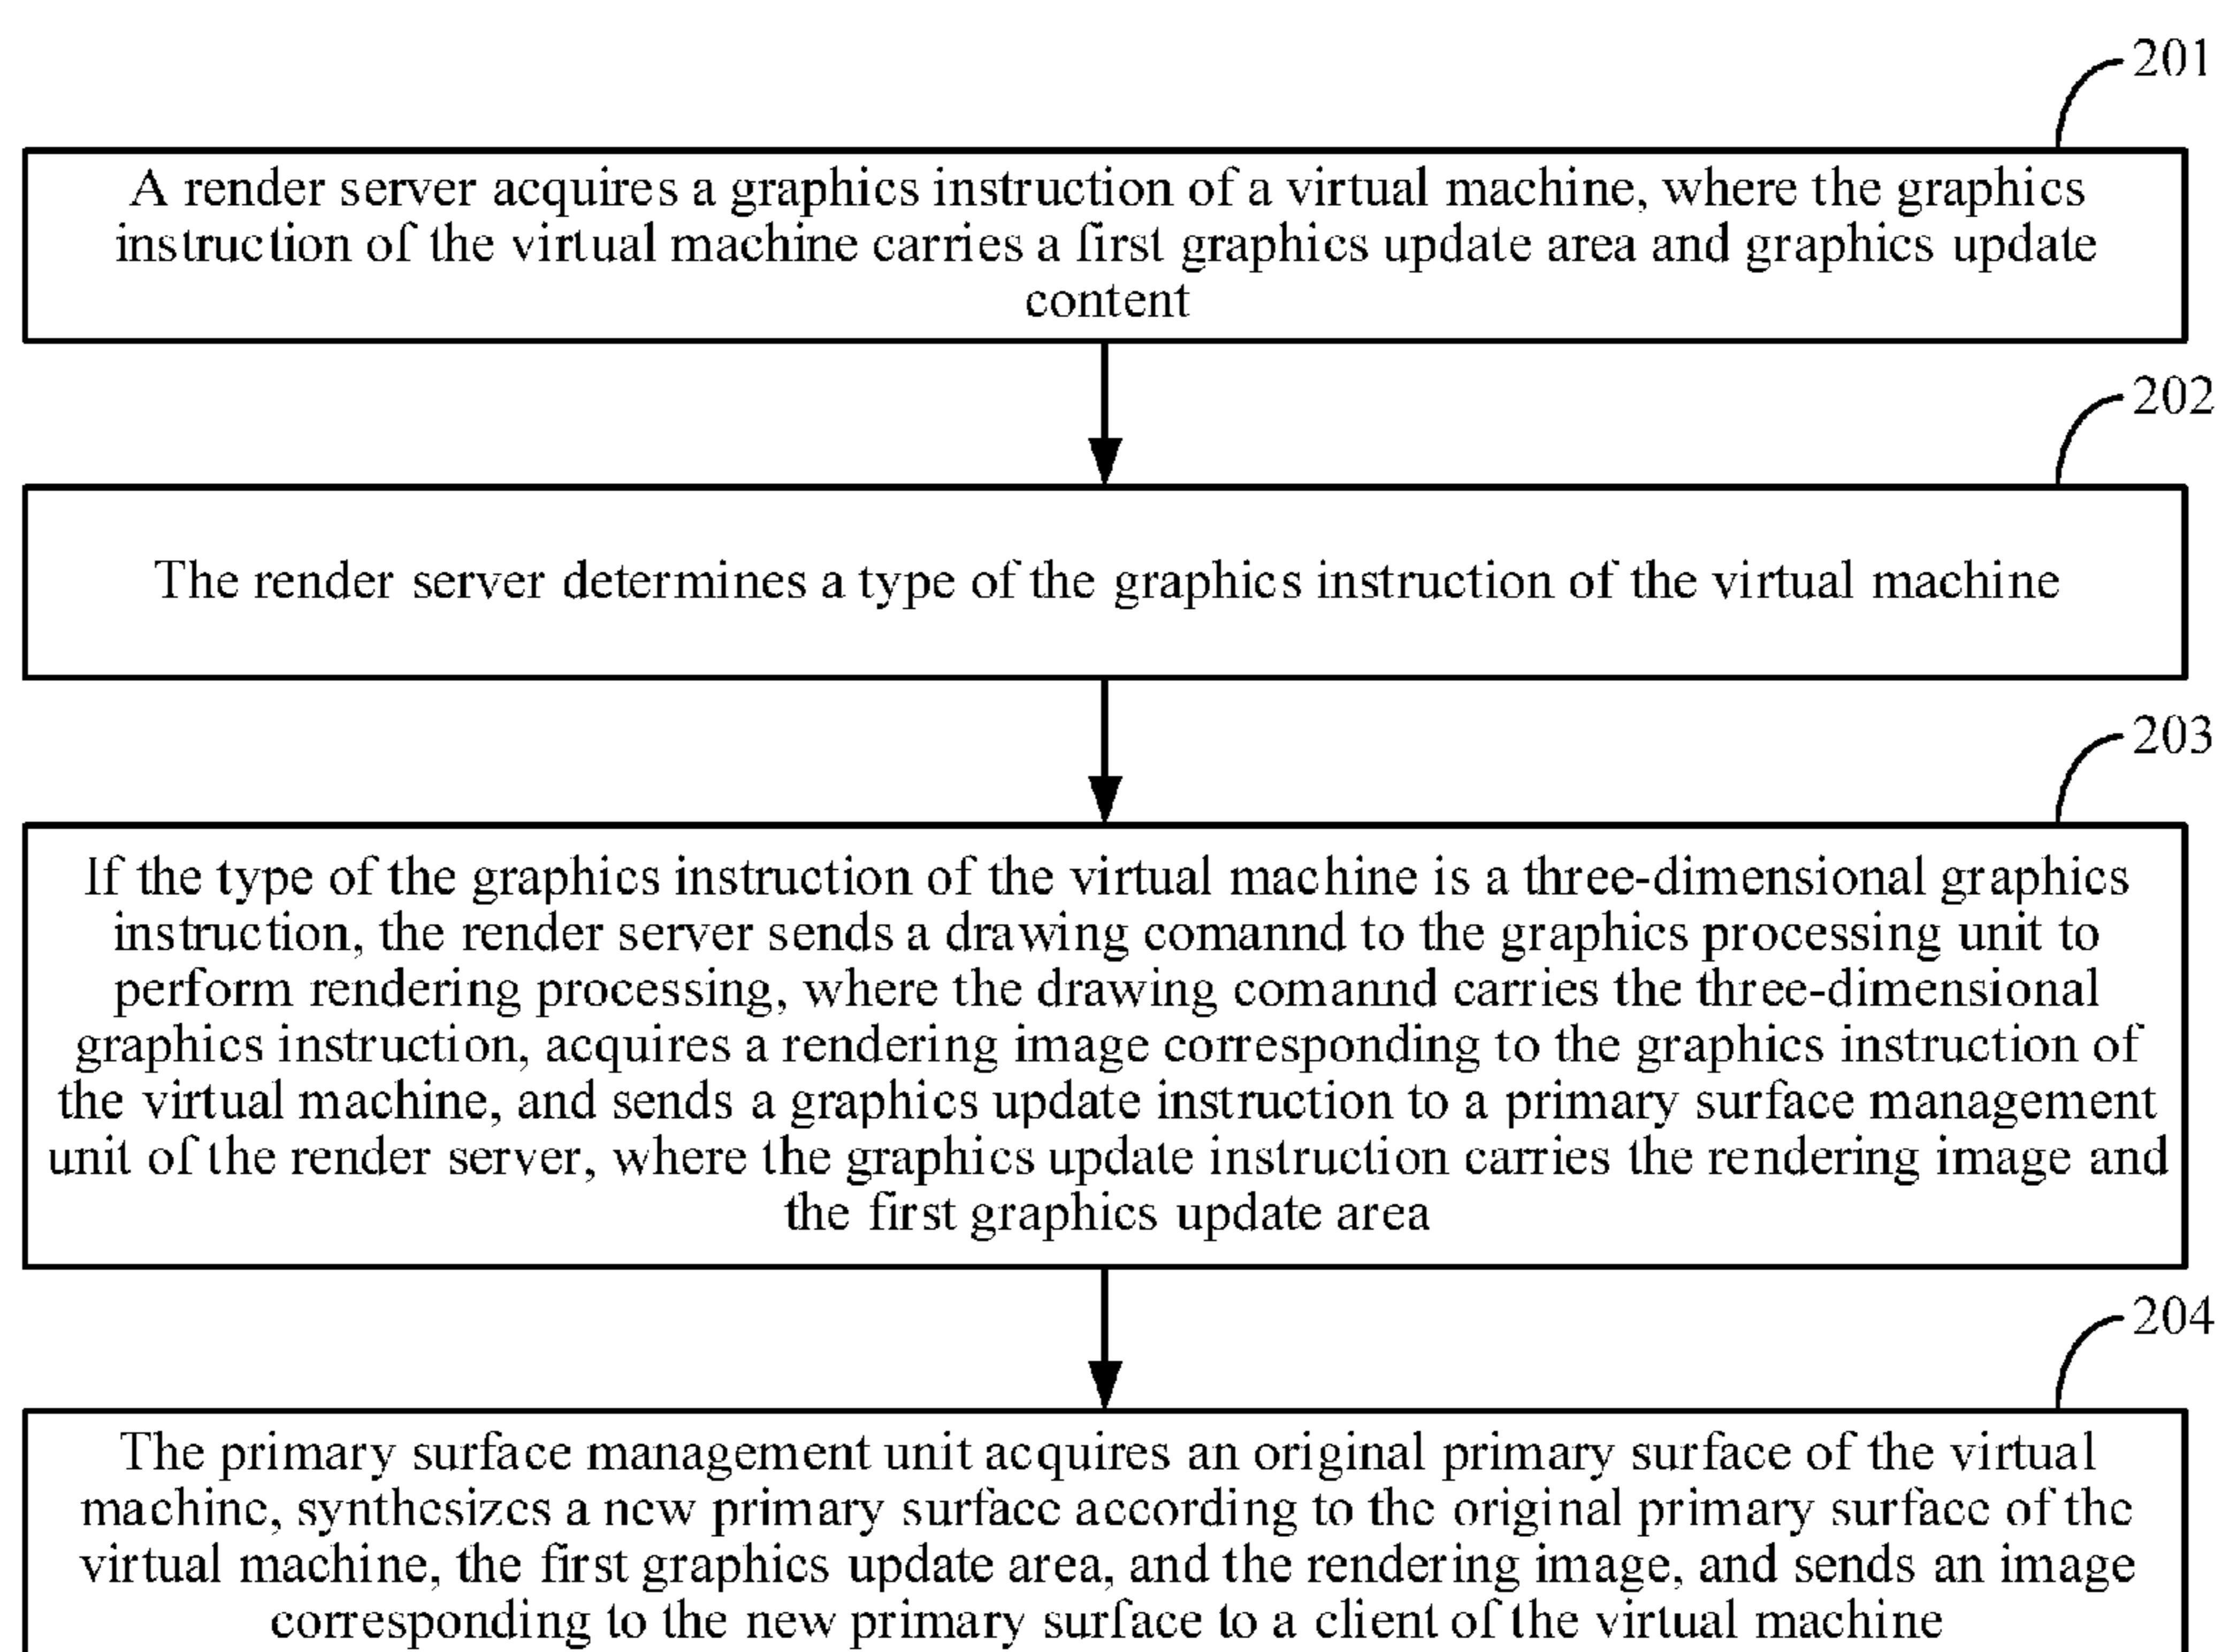 201
A render server acquires a graphics instruction of a virtual machine, where the graphics
instruction of the virtual machine carries a first graphics update area and graphics update
content
202
The render server determines a type of the graphics instruction of the virtual machine
203
If the type of the graphics instruction of the virtual machine is a three-dimensional graphics
instruction, the render server sends a drawing comannd to the graphics processing unit to
perform rendering processing, where the drawing comannd carries the three-dimensional
graphics instruction, acquires a rendering image corresponding to the graphics instruction of
the virtual machine, and sends a graphics update instruction to a primary surface management
unit of the render server, where the graphics update instruction carries the rendering image and
the first graphics update area
204
The primary surface management unit acquires an original primary surface of the virtual
machine, synthesizes a new primary surface according to the original primary surface of the
virtual machine, the first graphics update area, and the rendering image, and sends an image
corresponding to the new primary surface to a client of the virtual machine